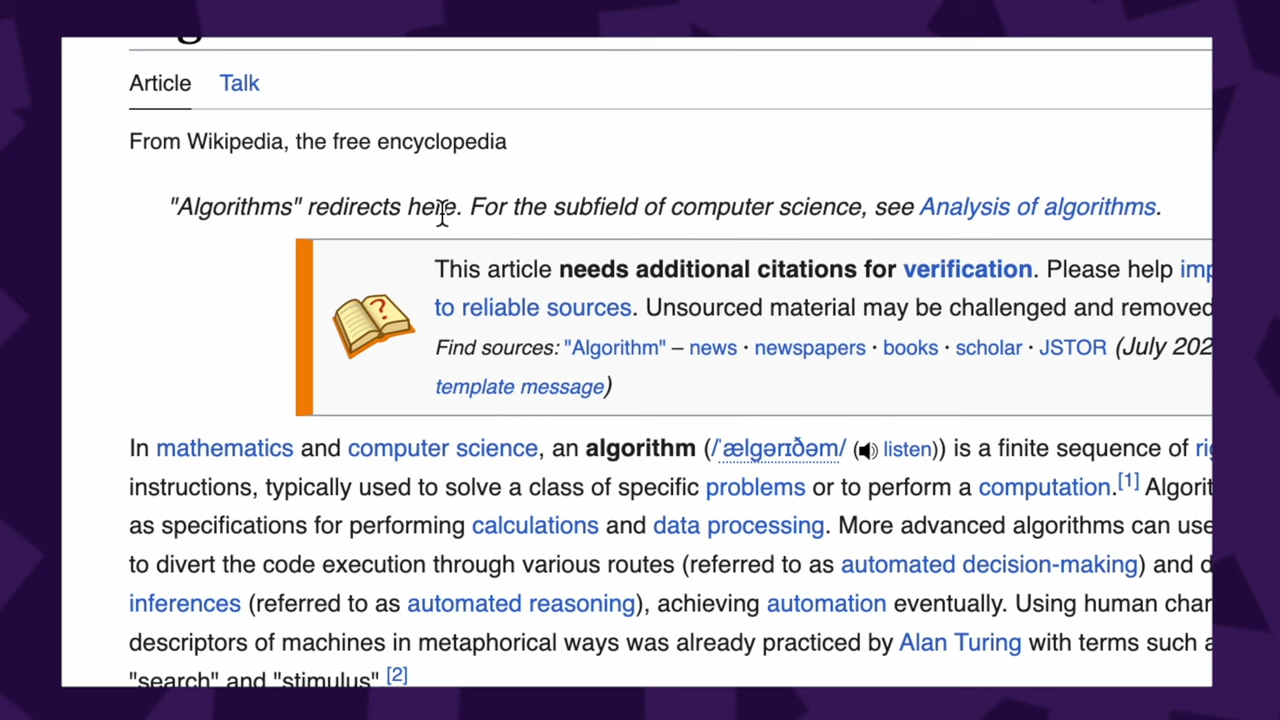 Article Talk
From Wikipedia, the free encyclopedia
"Algorithms" redirects here. For the subfield of computer science, see Analysis of algorithms.
This article needs additional citations for verification. Please help
to reliable sources. Unsourced material may be challenged and removed
Find sources: "Algorithm" – news · newspapers · books · scholar · JSTOR (July
template message)
In mathematics and computer science, an algorithm (/ˈælɡərɪðəm/ ( listen)) is a finite sequence of
instructions, typically used to solve a class of specific problems or to perform a computation.[1]
as specifications for performing calculations and data processing. More advanced algorithms can use
to divert the code execution through various routes (referred to as automated decision-making) and
inferences (referred to as automated reasoning), achieving automation eventually. Using human
descriptors of machines in metaphorical ways was already practiced by Alan Turing with terms such
"search" and "stimulus".[2]